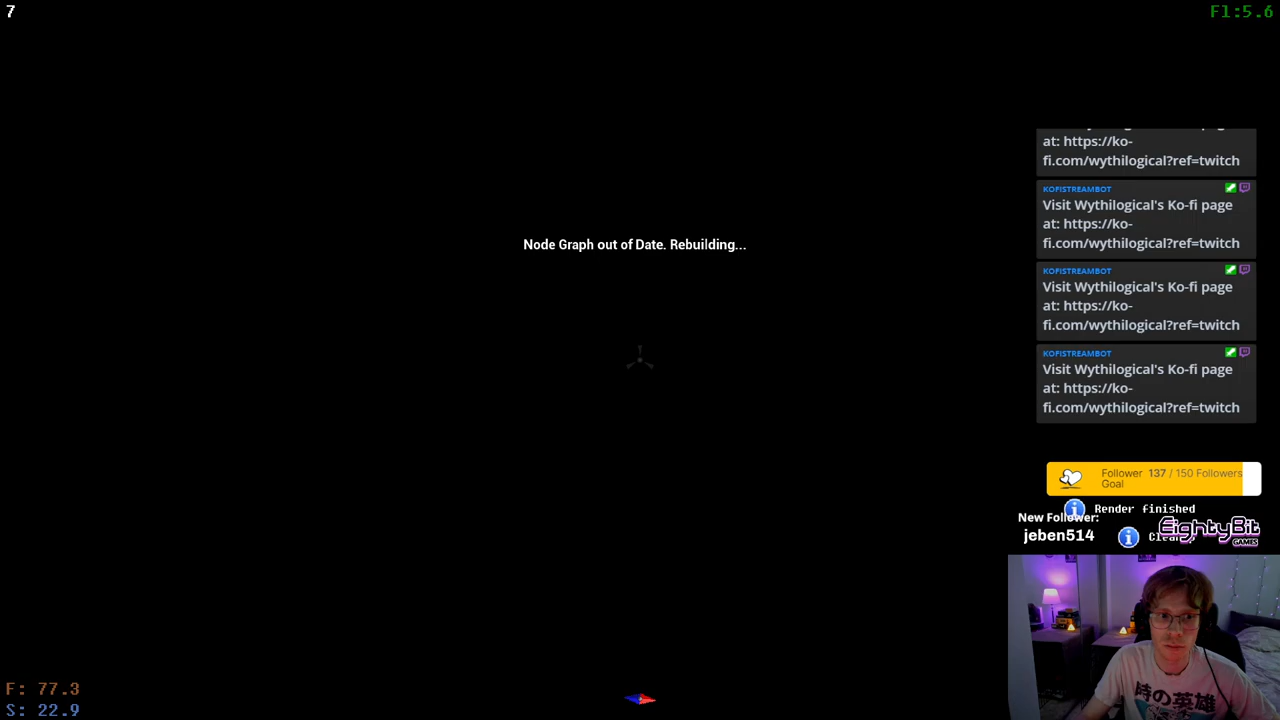 7
F1:5.6
at: https://ko-
fi.com/wythilogical?ref=twitch
KOFISTREAMBOT
Visit Wythilogical's Ko-fi page
at: https://ko-
fi.com/wythilogical?ref=twitch
Node Graph out of Date. Rebuilding...
KOFISTREAMBOT
Visit Wythilogical's Ko-fi page
at: https://ko-
fi.com/wythilogical?ref=twitch
KOFISTREAMBOT
Visit Wythilogical's Ko-fi page
at: https://ko-
fi.com/wythilogical?ref=twitch
Follower 137 / 150 Followers
Goal
Render finished
New Follower:
jeben514
EightyBit
GAMES
時の英雄
F: 77.3
S: 22.9